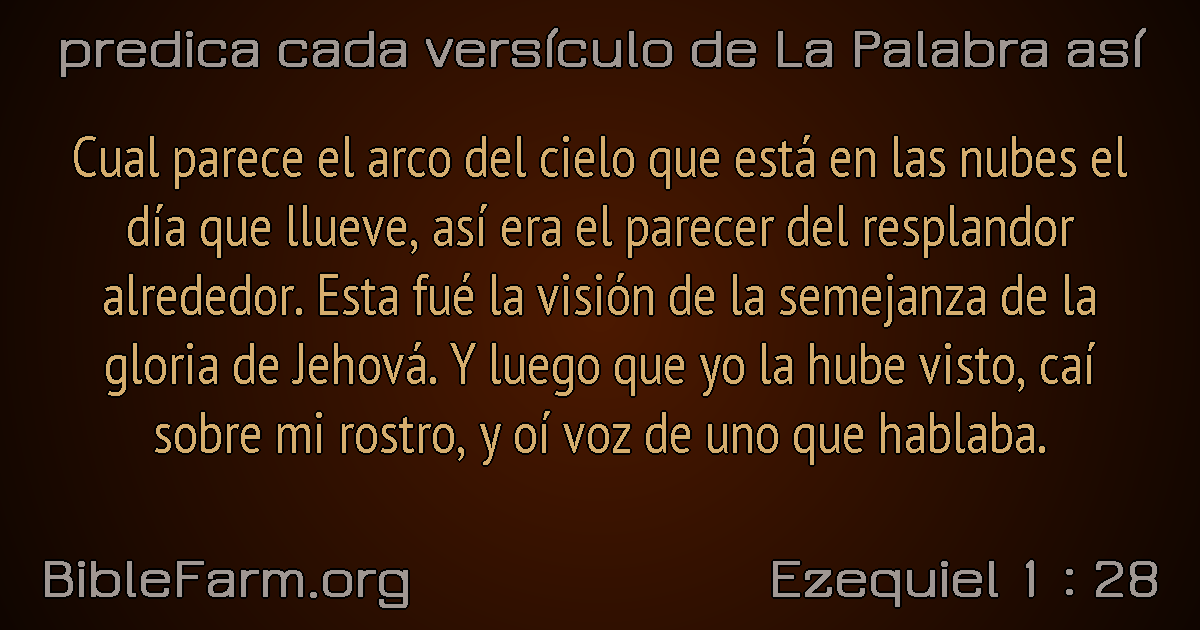 predica cada versículo de La Palabra así
Cual parece el arco del cielo que está en las nubes el
día que llueve, así era el parecer del resplandor
alrededor. Esta fué la visión de la semejanza de la
gloria de Jehová. Y luego que yo la hube visto, caí
sobre mi rostro, y oí voz de uno que hablaba.
BibleFarm.org
Ezequiel 1 : 28